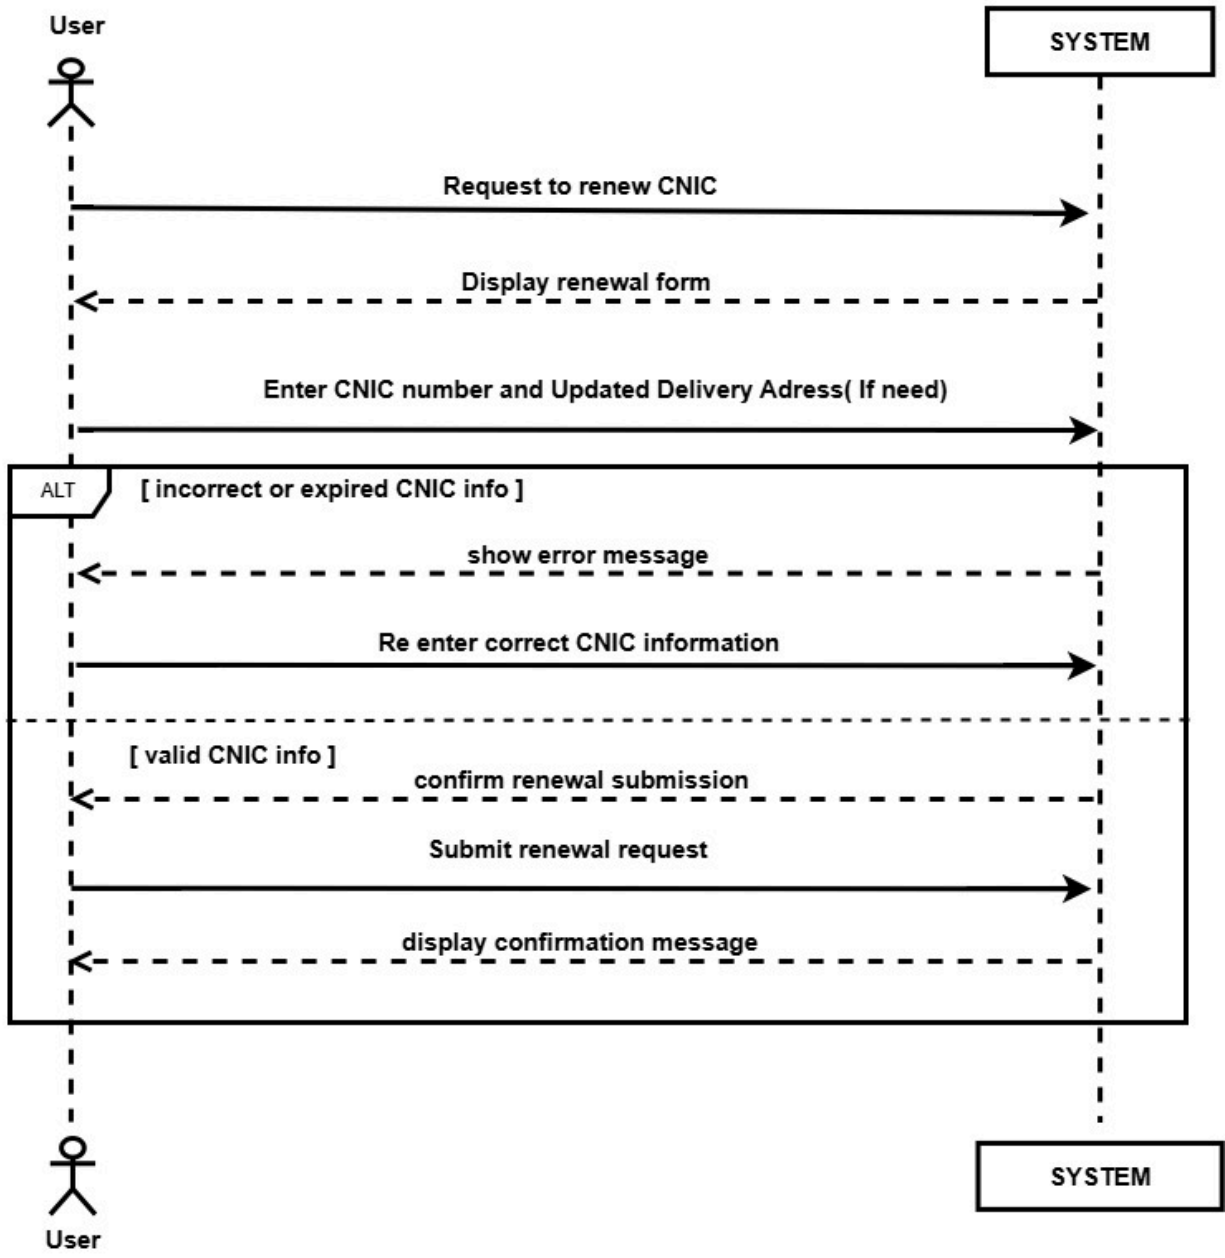 User
SYSTEM
Request to renew CNIC
Display renewal form
Enter CNIC number and Updated Delivery Adress( If need)
ALT
[ incorrect or expired CNIC info ]
show error message
Re enter correct CNIC information
[ valid CNIC info ]
confirm renewal submission
Submit renewal request
display confirmation message
SYSTEM
User